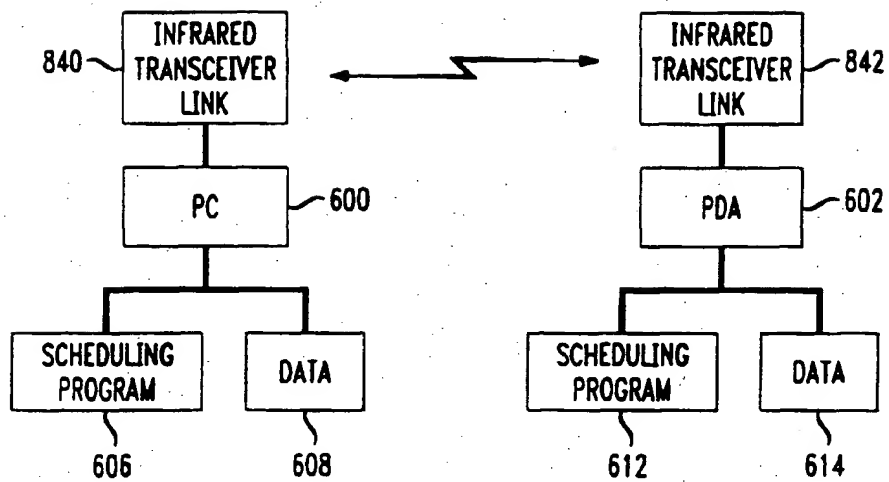 INFRARED
TRANSCEIVER
LINK
840
INFRARED
TRANSCEIVER
LINK
842
PC
600
PDA
602
SCHEDULING
PROGRAM
DATA
SCHEDULING
PROGRAM
DATA
606
608
612
614